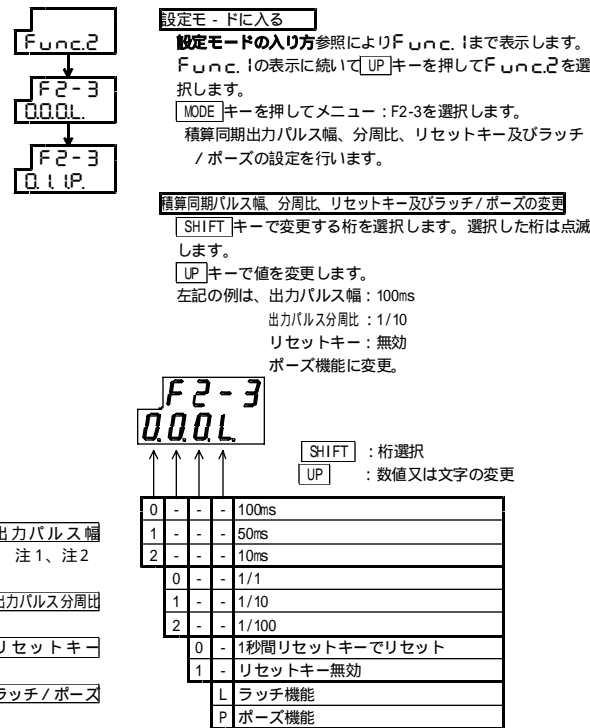 設定モ - ドに入る
Func.2
設定モードの入り方参照によりFunc.1まで表示します。
Func.1の表示に続いて UP キーを押してFunc.2を選
択します。
F2-3
0.0.0.L.
MODE キーを押してメニュー：F2-3を選択します。
積算同期出力パルス幅、分周比、リセットキー及びラッチ
/ ポーズの設定を行います。
F2-3
0.1.1.P.
積算同期パルス幅、分周比、リセットキー及びラッチ / ポーズの変更
SHIFT キーで変更する桁を選択します。選択した桁は点滅
します。
UP キーで値を変更します。
左記の例は、出力パルス幅：100ms
出力パルス分周比：1/10
リセットキー：無効
ポーズ機能に変更。
F2-3
0.0.0.L.
SHIFT ：桁選択
UP ：数値又は文字の変更
0 - - - 100ms
出力パルス幅 1 - - - 50ms
注1、注2 2 - - - 10ms
0 - - 1/1
出力パルス分周比 1 - - 1/10
2 - - 1/100
リセットキー 0 - 1秒間リセットキーでリセット
1 - リセットキー無効
ラッチ / ポーズ L ラッチ機能
P ポーズ機能